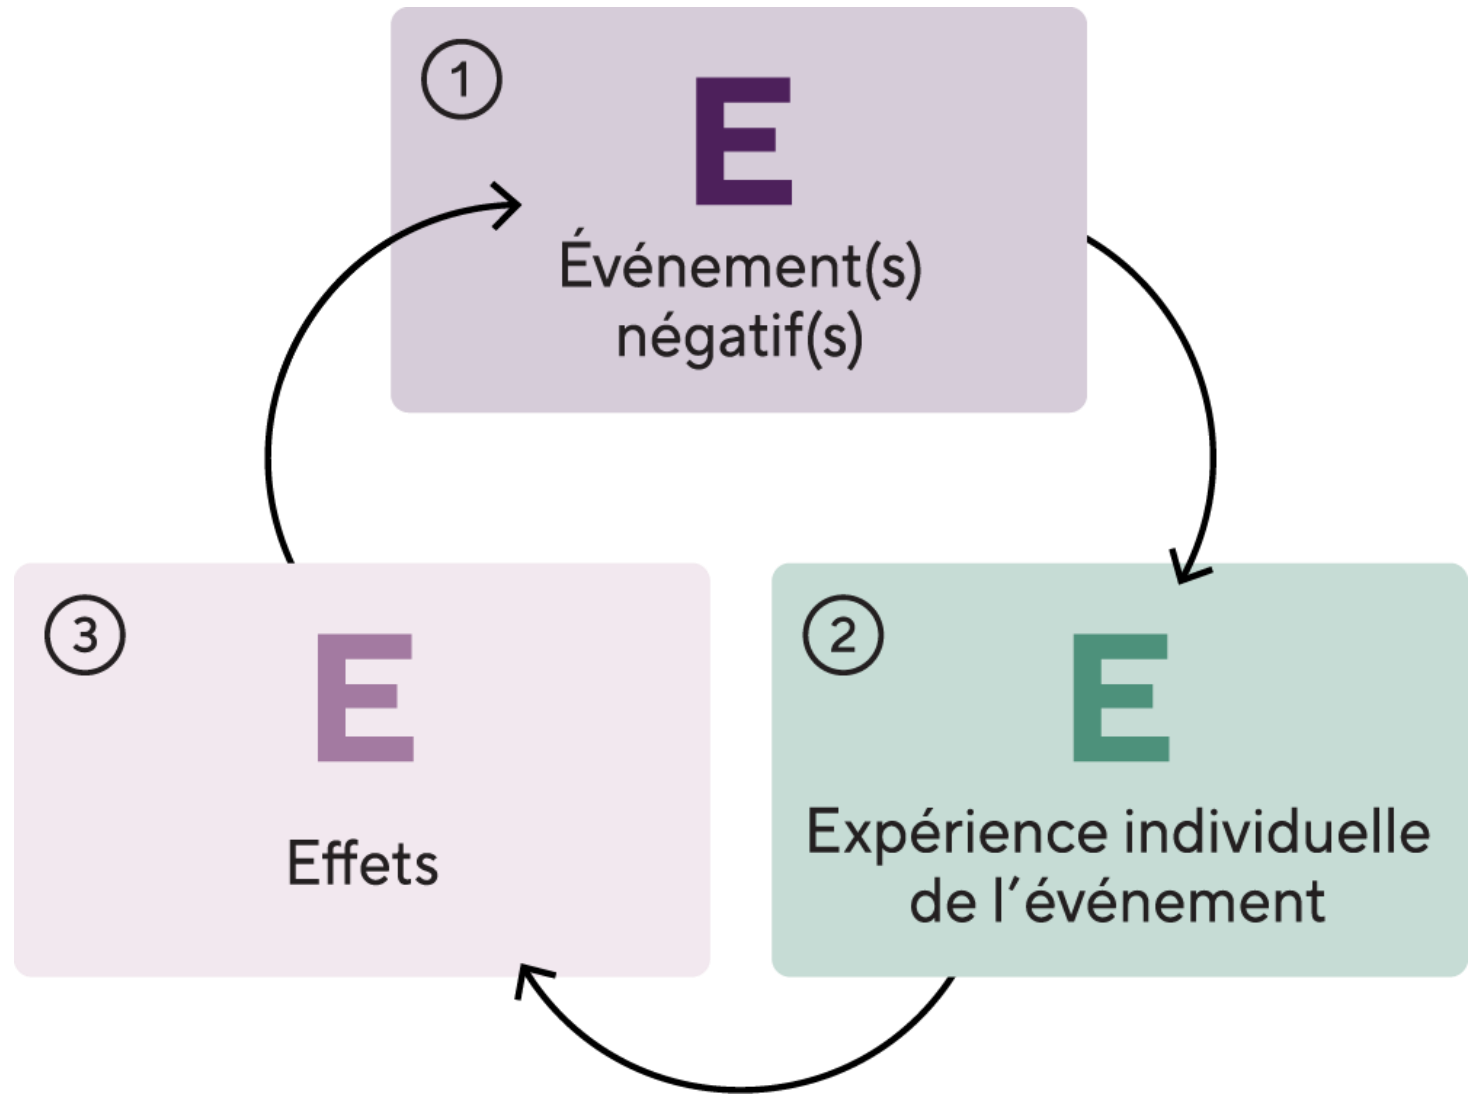 1
E
Événement(s)
négatif(s)
2
E
Expérience individuelle
de l’événement
3
E
Effets